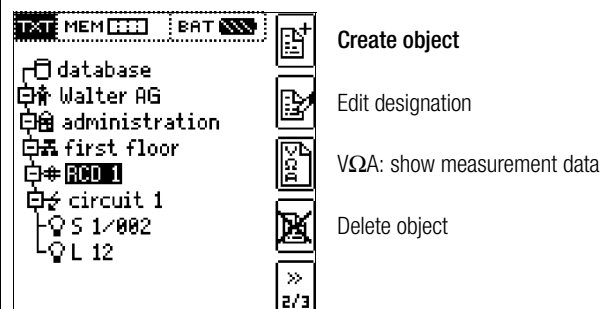 TXT MEM BAT
Create object
database
Walter AG
administration
Edit designation
first floor
VΩA
VΩA: show measurement data
RCD 1
circuit 1
S 1/002
Delete object
L 12
»
2/3